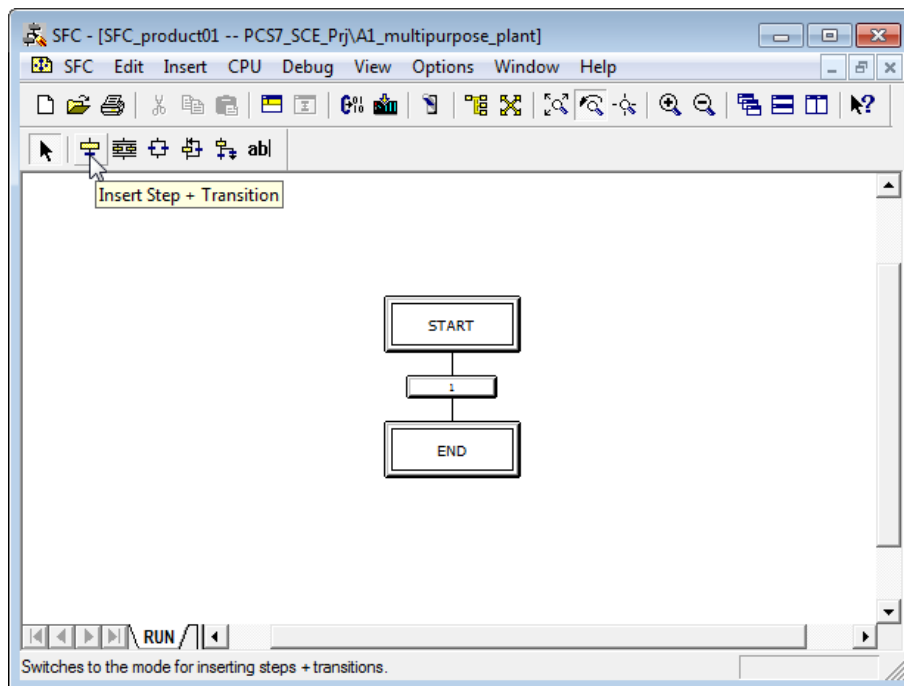 SFC - [SFC_product01 -- PCS7_SCE_Prj\A1_multipurpose_plant]
SFC Edit Insert CPU Debug View Options Window Help
abl
Insert Step + Transition
START
1
END
RUN
Switches to the mode for inserting steps + transitions.